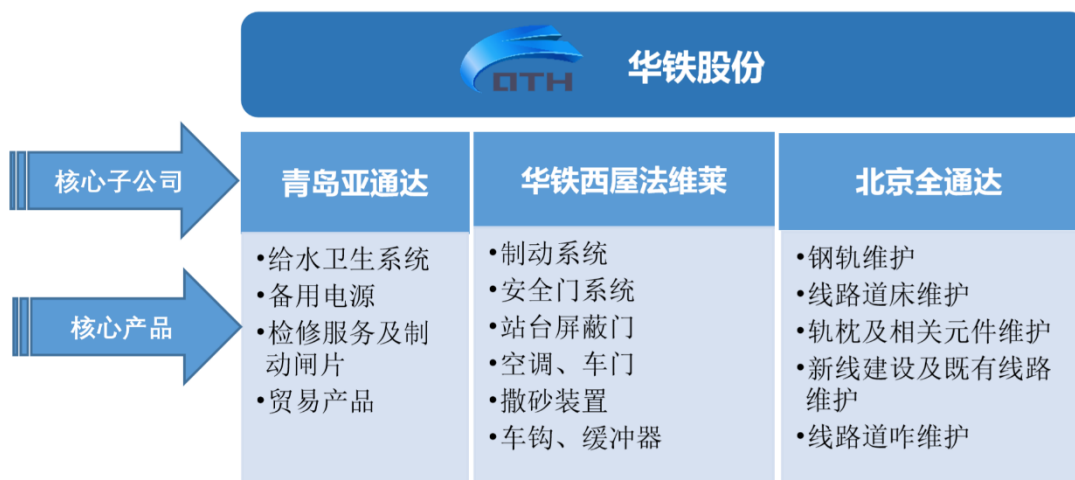 OTH 华铁股份
核心子公司
青岛亚通达
华铁西屋法维莱
北京全通达
核心产品
•给水卫生系统
•备用电源
•检修服务及制
动闸片
•贸易产品
•制动系统
•安全门系统
•站台屏蔽门
•空调、车门
•撒砂装置
•车钩、缓冲器
•钢轨维护
•线路道床维护
•轨枕及相关元件维护
•新线建设及既有线路
维护
•线路道咋维护